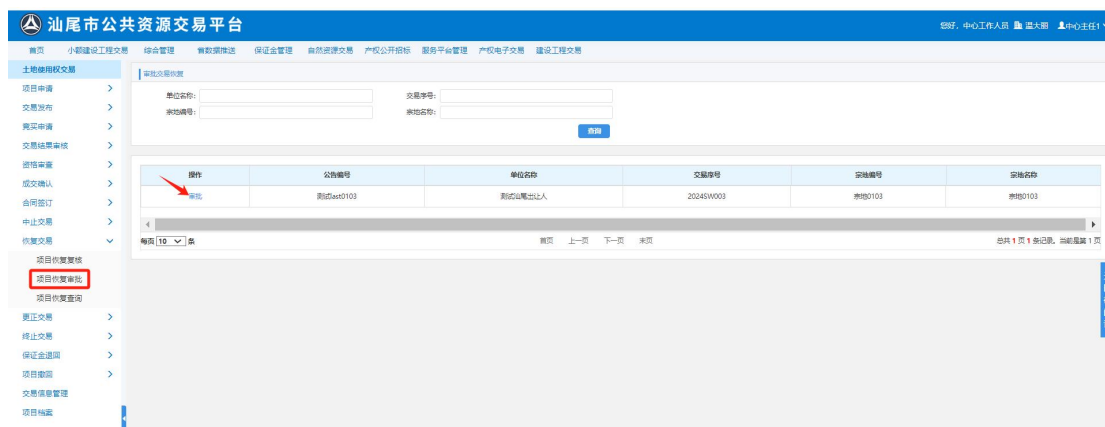 汕尾市公共资源交易平台
您好, 中心工作人员 温大朋 中心主任1
首页 小额建设工程交易 综合管理 省数据推送 保证金管理 自然资源交易 产权公开招标 服务平台管理 产权电子交易 建设工程交易
土地使用权交易
项目申请
交易发布
竞买申请
交易结果审核
资格审查
成交确认
合同签订
中止交易
恢复交易
项目恢复复核
项目恢复审批
项目恢复查询
更正交易
终止交易
保证金退回
项目撤回
交易信息管理
项目档案
审批交易恢复
单位名称: 交易序号:
宗地编号: 宗地名称:
查询
操作 公告编号 单位名称 交易序号 宗地编号 宗地名称
审批 测试last0103 测试汕尾出让人 2024SW003 宗地0103 宗地0103
每页 10 条 首页 上一页 下一页 末页 总共 1 页 1 条记录, 当前是第 1 页